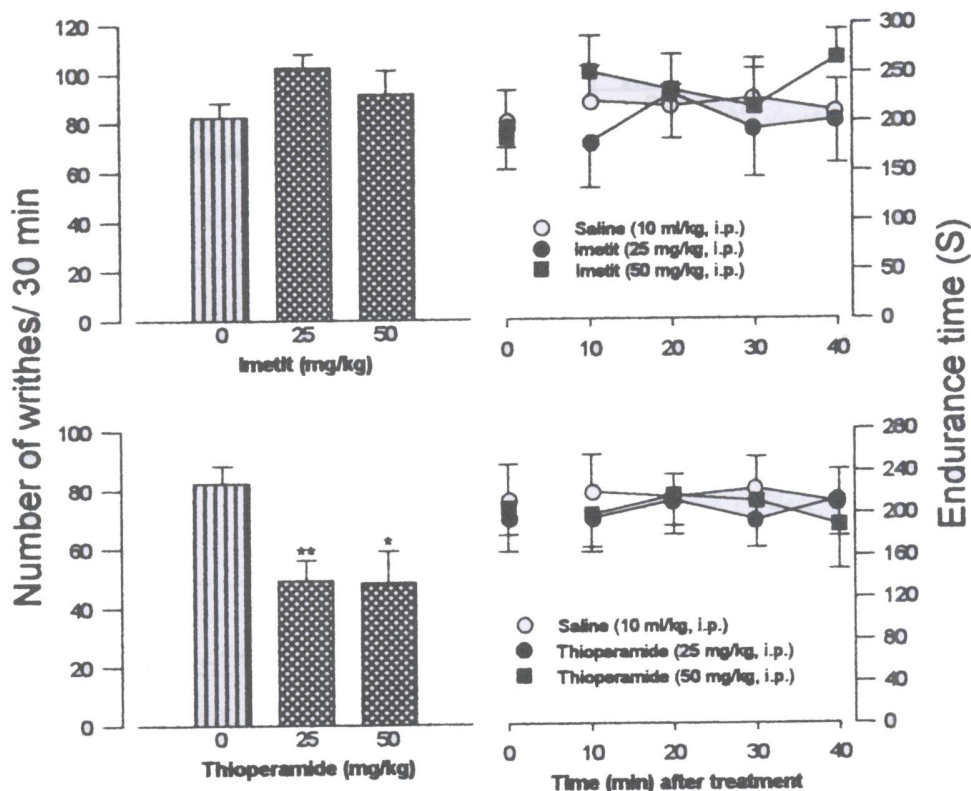 Number of writhes/ 30 min
120
100
80
60
40
20
0
0 25 50
Imetit (mg/kg)
300
250
200
150
100
50
0
Endurance time (S)
Saline (10 ml/kg, i.p.)
Imetit (25 mg/kg, i.p.)
Imetit (50 mg/kg, i.p.)
0 10 20 30 40
100
80
60
40
20
0
**
*
0 25 50
Thioperamide (mg/kg)
280
240
200
160
120
80
40
0
Saline (10 ml/kg, i.p.)
Thioperamide (25 mg/kg, i.p.)
Thioperamide (50 mg/kg, i.p.)
0 10 20 30 40
Time (min) after treatment